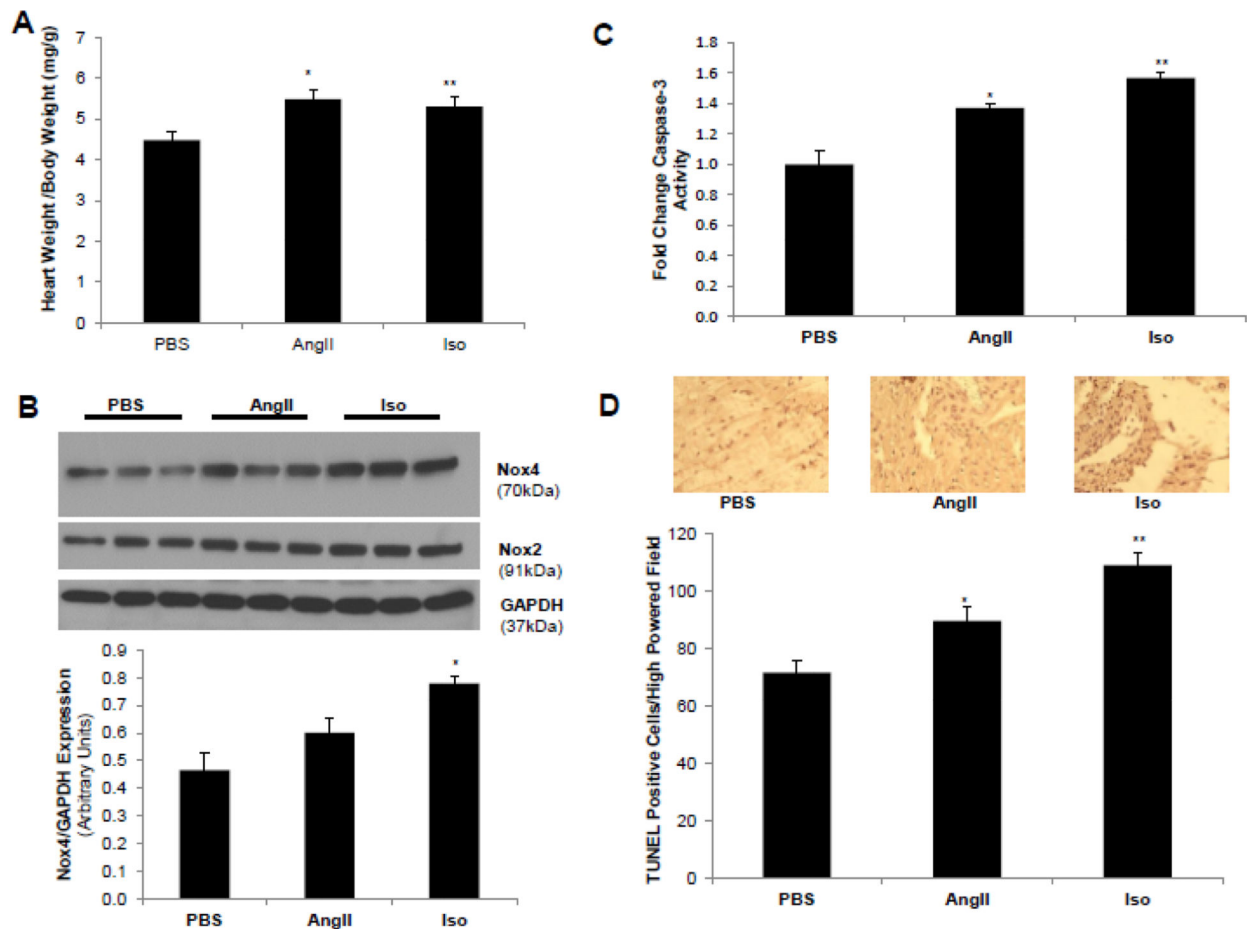 A
Heart Weight /Body Weight (mg/g)
7
6
5
4
3
2
1
0
*
**
PBS
AngII
Iso
B
PBS
AngII
Iso
Nox4
(70kDa)
Nox2
(91kDa)
GAPDH
(37kDa)
Nox4/GAPDH Expression
(Arbitrary Units)
0.9
0.8
0.7
0.6
0.5
0.4
0.3
0.2
0.1
0.0
*
PBS
AngII
Iso
C
Fold Change Caspase-3
Activity
1.8
1.6
1.4
1.2
1.0
0.8
0.6
0.4
0.2
0.0
*
**
PBS
AngII
Iso
D
PBS
AngII
Iso
TUNEL Positive Cells/High Powered Field
120
100
80
60
40
20
0
*
**
PBS
AngII
Iso